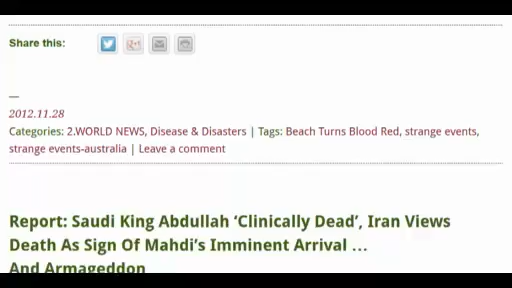 Share this:
—
2012.11.28
Categories: 2.WORLD NEWS, Disease & Disasters | Tags: Beach Turns Blood Red, strange events,
strange events-australia | Leave a comment
Report: Saudi King Abdullah ‘Clinically Dead’, Iran Views
Death As Sign Of Mahdi’s Imminent Arrival …
And Armageddon